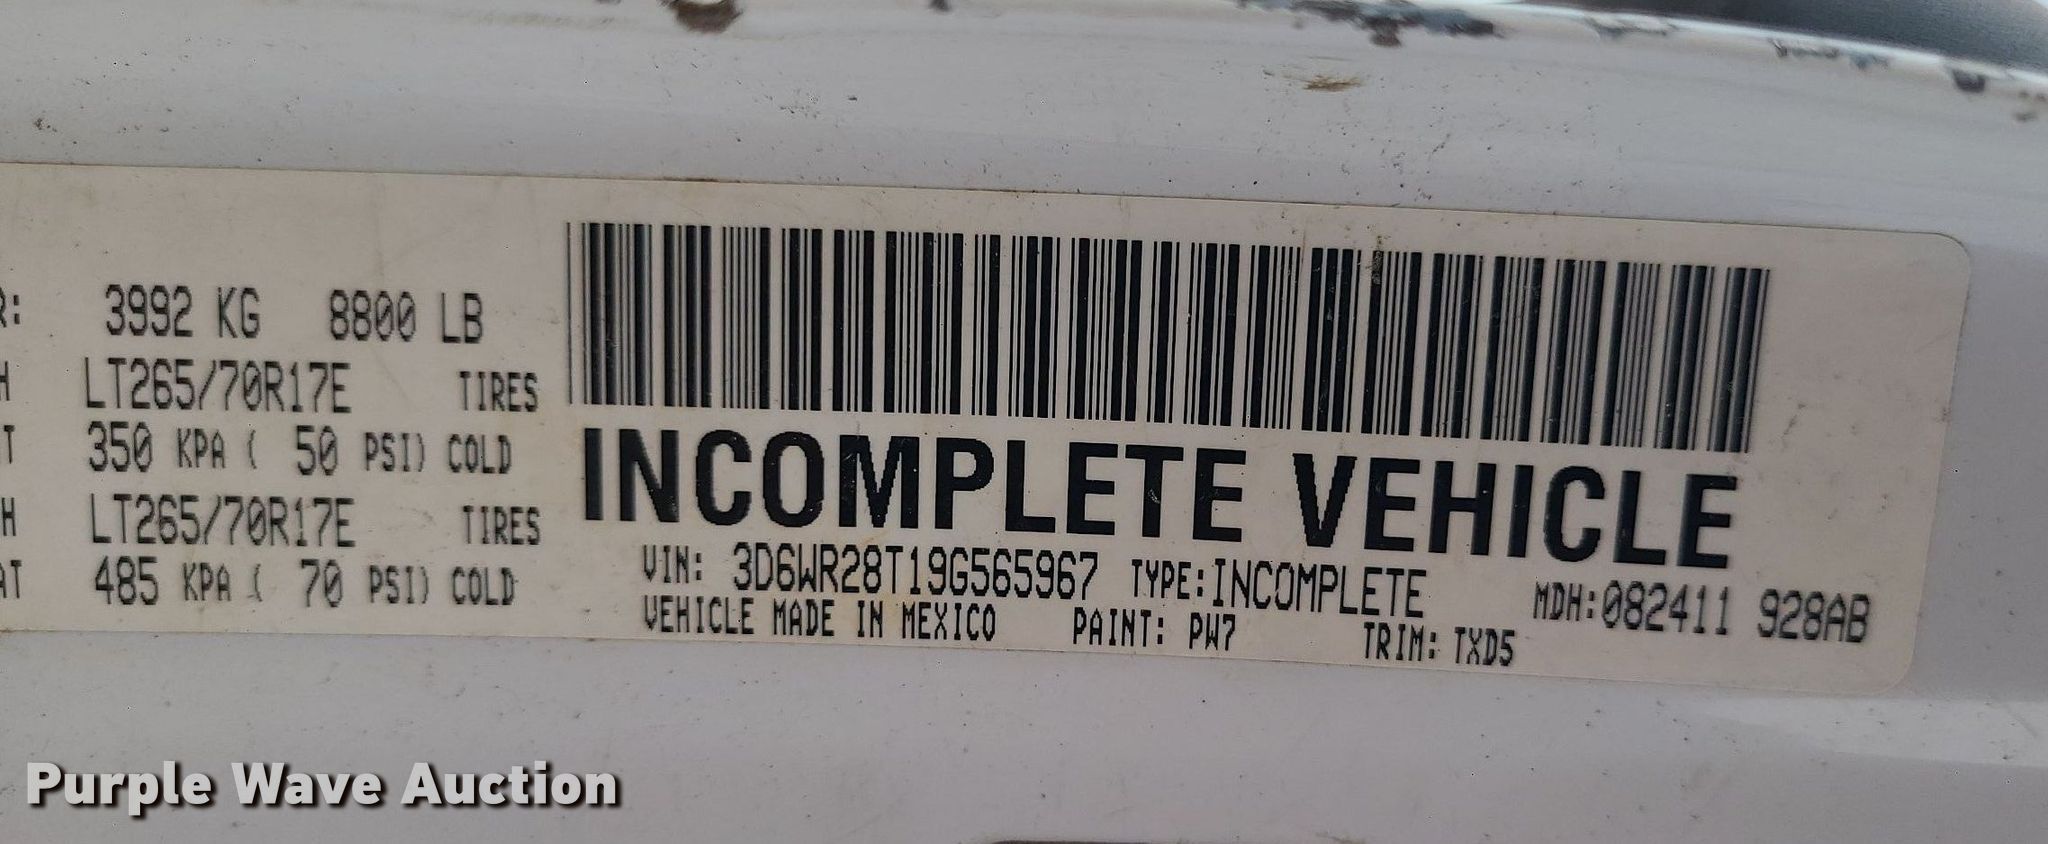 R: 3992 KG 8800 LB
H LT265/70R17E TIRES
T 350 KPA ( 50 PSI) COLD
H LT265/70R17E TIRES
AT 485 KPA ( 70 PSI) COLD
INCOMPLETE VEHICLE
VIN: 3D6WR28T19G565967 TYPE: INCOMPLETE MDH: 082411 928AB
VEHICLE MADE IN MEXICO PAINT: PW7 TRIM: TXD5
Purple Wave Auction